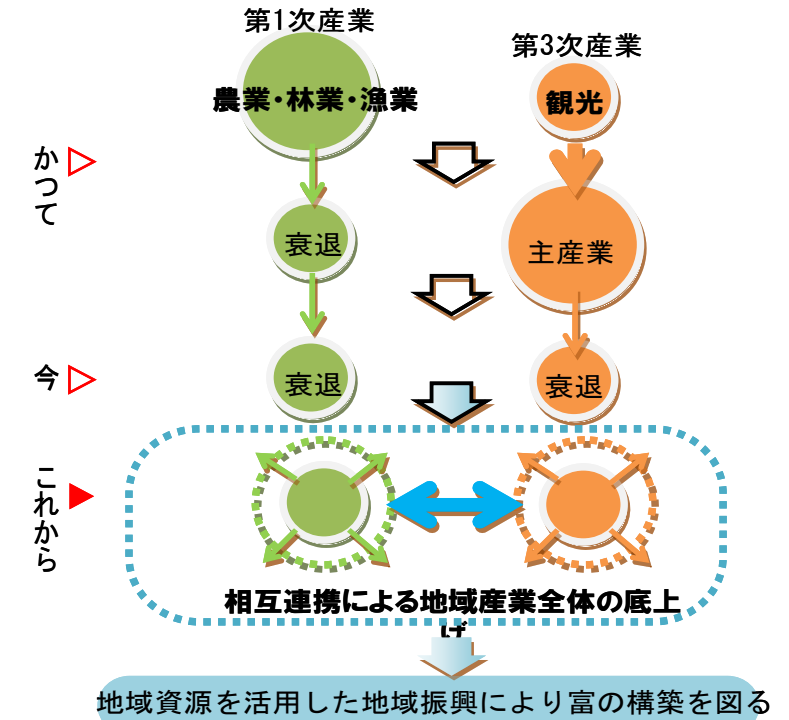 第1次産業
第3次産業
農業・林業・漁業
観光
かつて
衰退
主産業
今
衰退
衰退
これから
相互連携による地域産業全体の底上
げ
地域資源を活用した地域振興により富の構築を図る